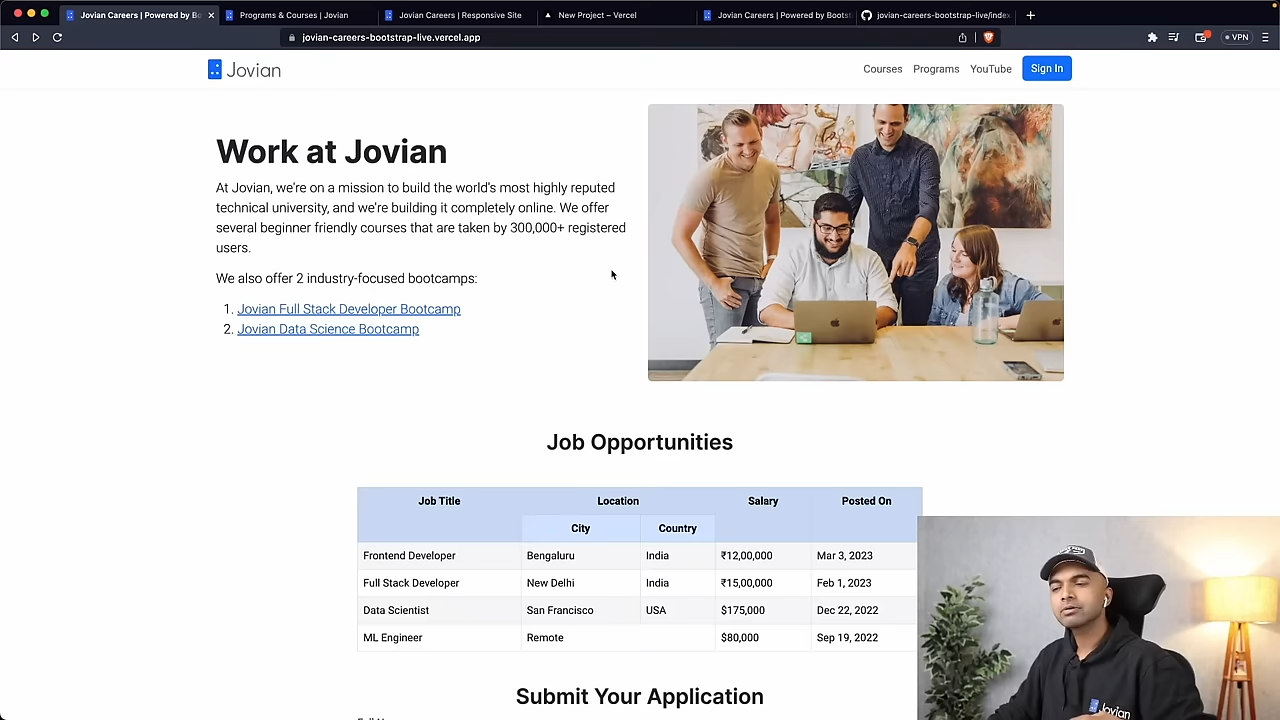 Jovian Careers | Powered by Bo
Programs & Courses | Jovian
Jovian Careers | Responsive Site
New Project – Vercel
Jovian Careers | Powered by Bootst
jovian-careers-bootstrap-live/index
jovian-careers-bootstrap-live.vercel.app
VPN
Jovian
Courses
Programs
YouTube
Sign In
Work at Jovian
At Jovian, we're on a mission to build the world's most highly reputed
technical university, and we're building it completely online. We offer
several beginner friendly courses that are taken by 300,000+ registered
users.
We also offer 2 industry-focused bootcamps:
1. Jovian Full Stack Developer Bootcamp
2. Jovian Data Science Bootcamp
Job Opportunities
Job Title Location Salary Posted On
City Country
Frontend Developer Bengaluru India ₹12,00,000 Mar 3, 2023
Full Stack Developer New Delhi India ₹15,00,000 Feb 1, 2023
Data Scientist San Francisco USA $175,000 Dec 22, 2022
ML Engineer Remote $80,000 Sep 19, 2022
Submit Your Application
Jovian